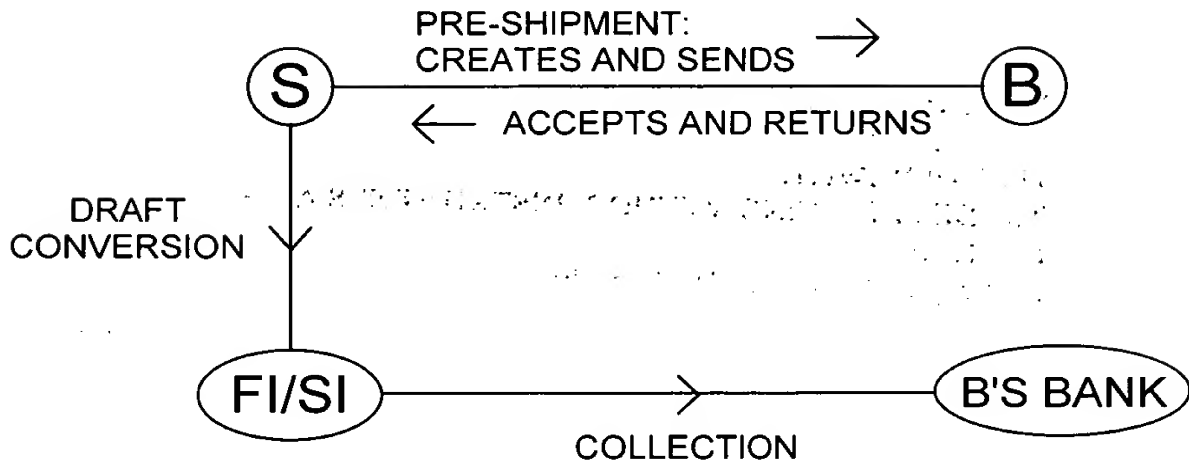 PRE-SHIPMENT:
CREATES AND SENDS
S
B
ACCEPTS AND RETURNS
DRAFT
CONVERSION
FI/SI
B'S BANK
COLLECTION